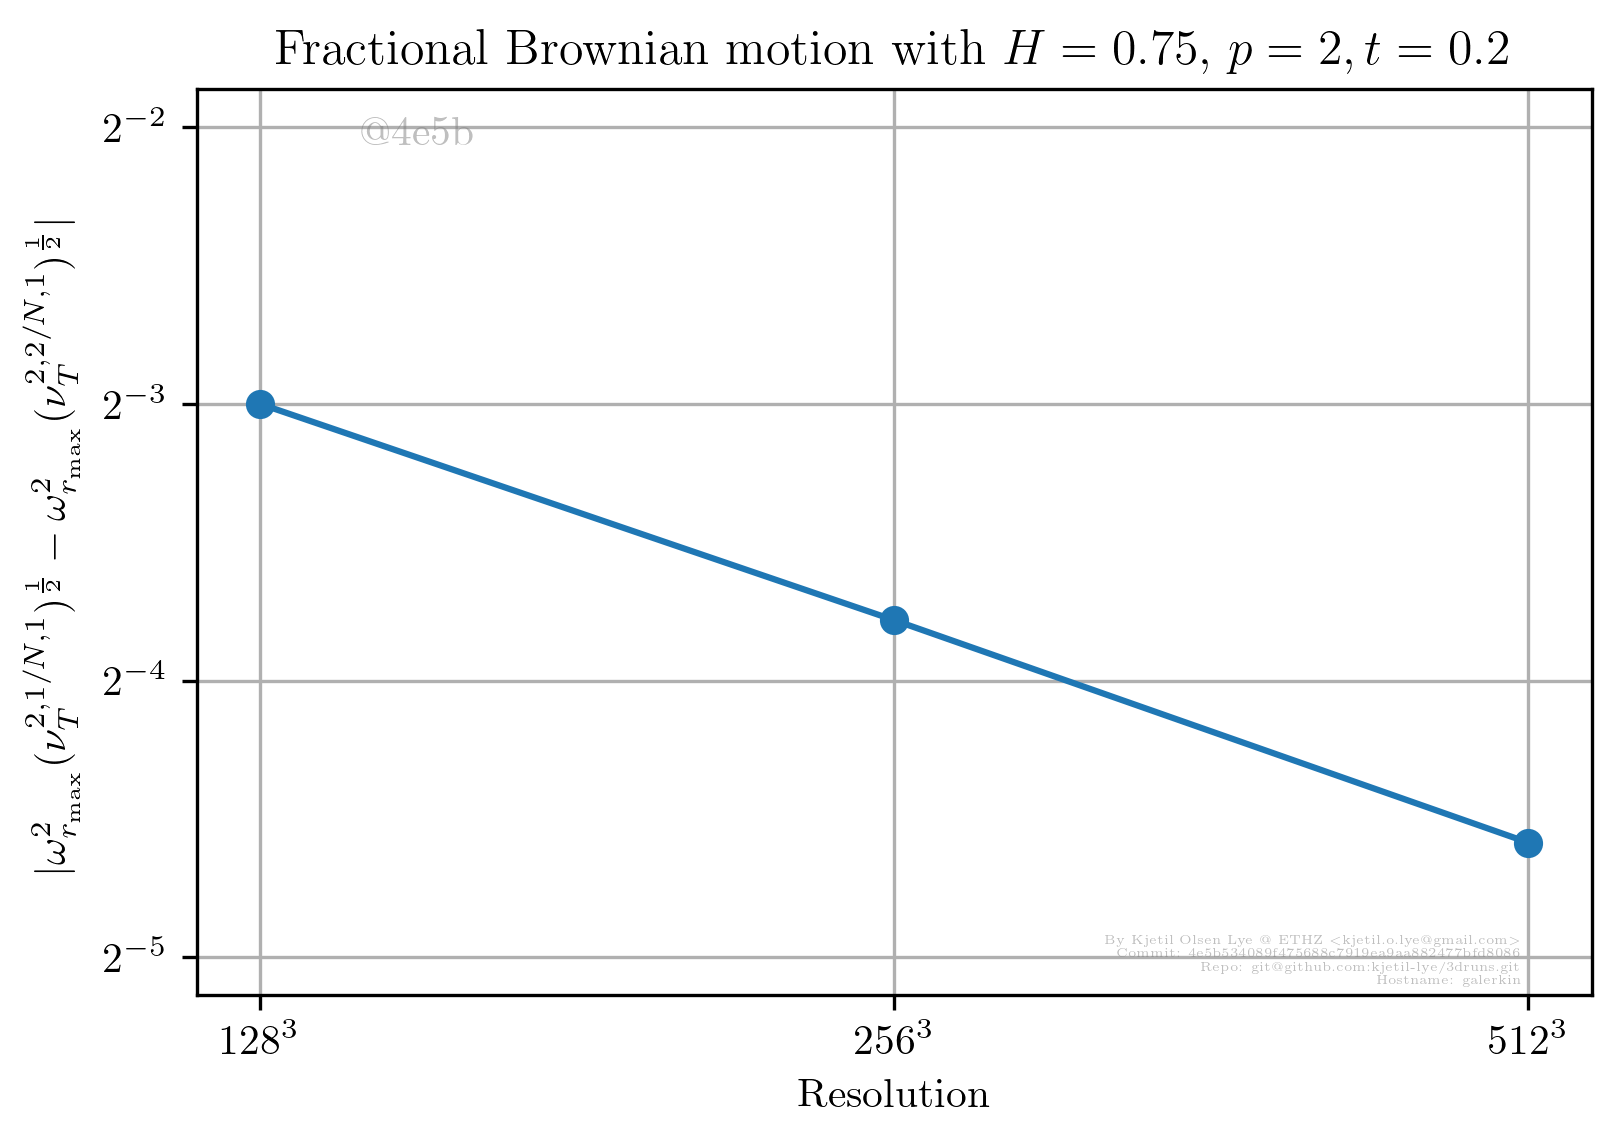 Fractional Brownian motion with $H = 0.75$, $p = 2, t = 0.2$
@4e5b
$|\omega^2_{r_{\max}}(\nu_T^{2,1/N,1})^{\frac{1}{2}} - \omega^2_{r_{\max}}(\nu_T^{2,2/N,1})^{\frac{1}{2}}|$
$2^{-2}$
$2^{-3}$
$2^{-4}$
$2^{-5}$
By Kjetil Olsen Lye @ ETHZ <kjetil.o.lye@gmail.com>
Commit: 4e5b534089f475688c7919ea9aa882477bfd8086
Repo: git@github.com:kjetil-lye/3druns.git
Hostname: galerkin
$128^3$ $256^3$ $512^3$
Resolution